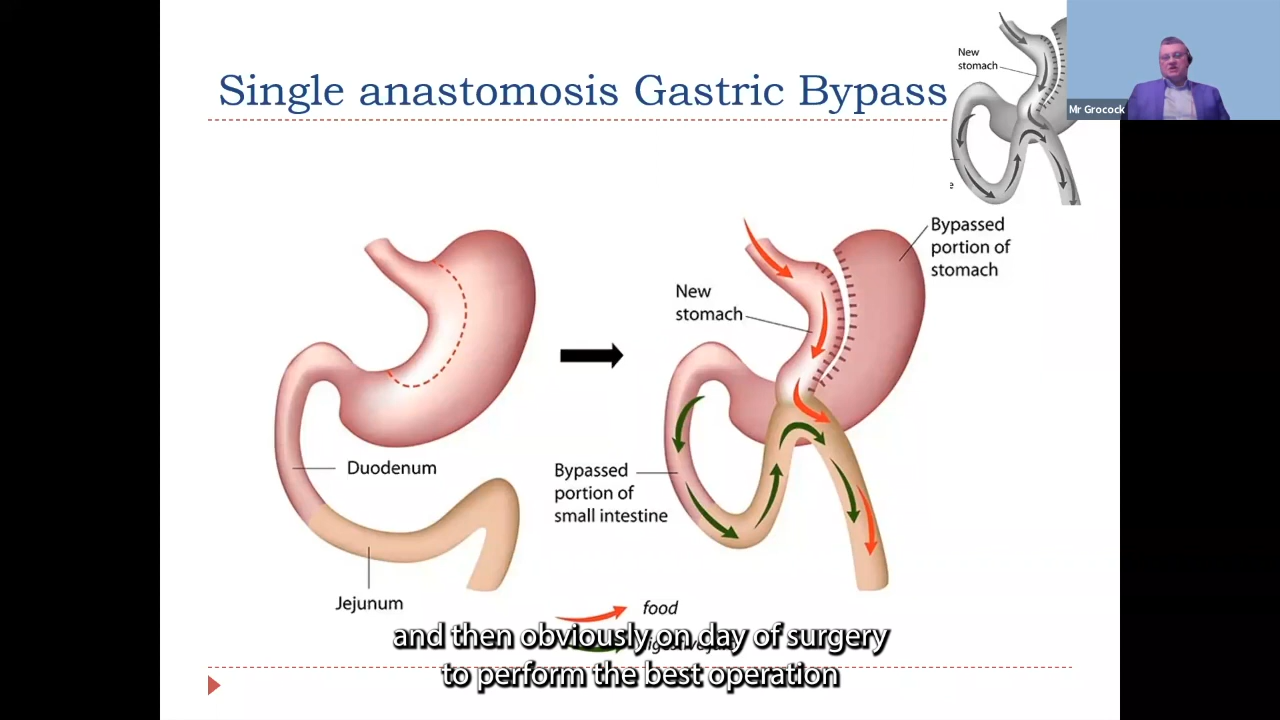 Single anastomosis Gastric Bypass
New
stomach
Mr Grocock
Bypassed
portion of
stomach
New
stomach
Duodenum
Bypassed
portion of
small intestine
Jejunum
food
and then obviously on day of surgery
to perform the best operation